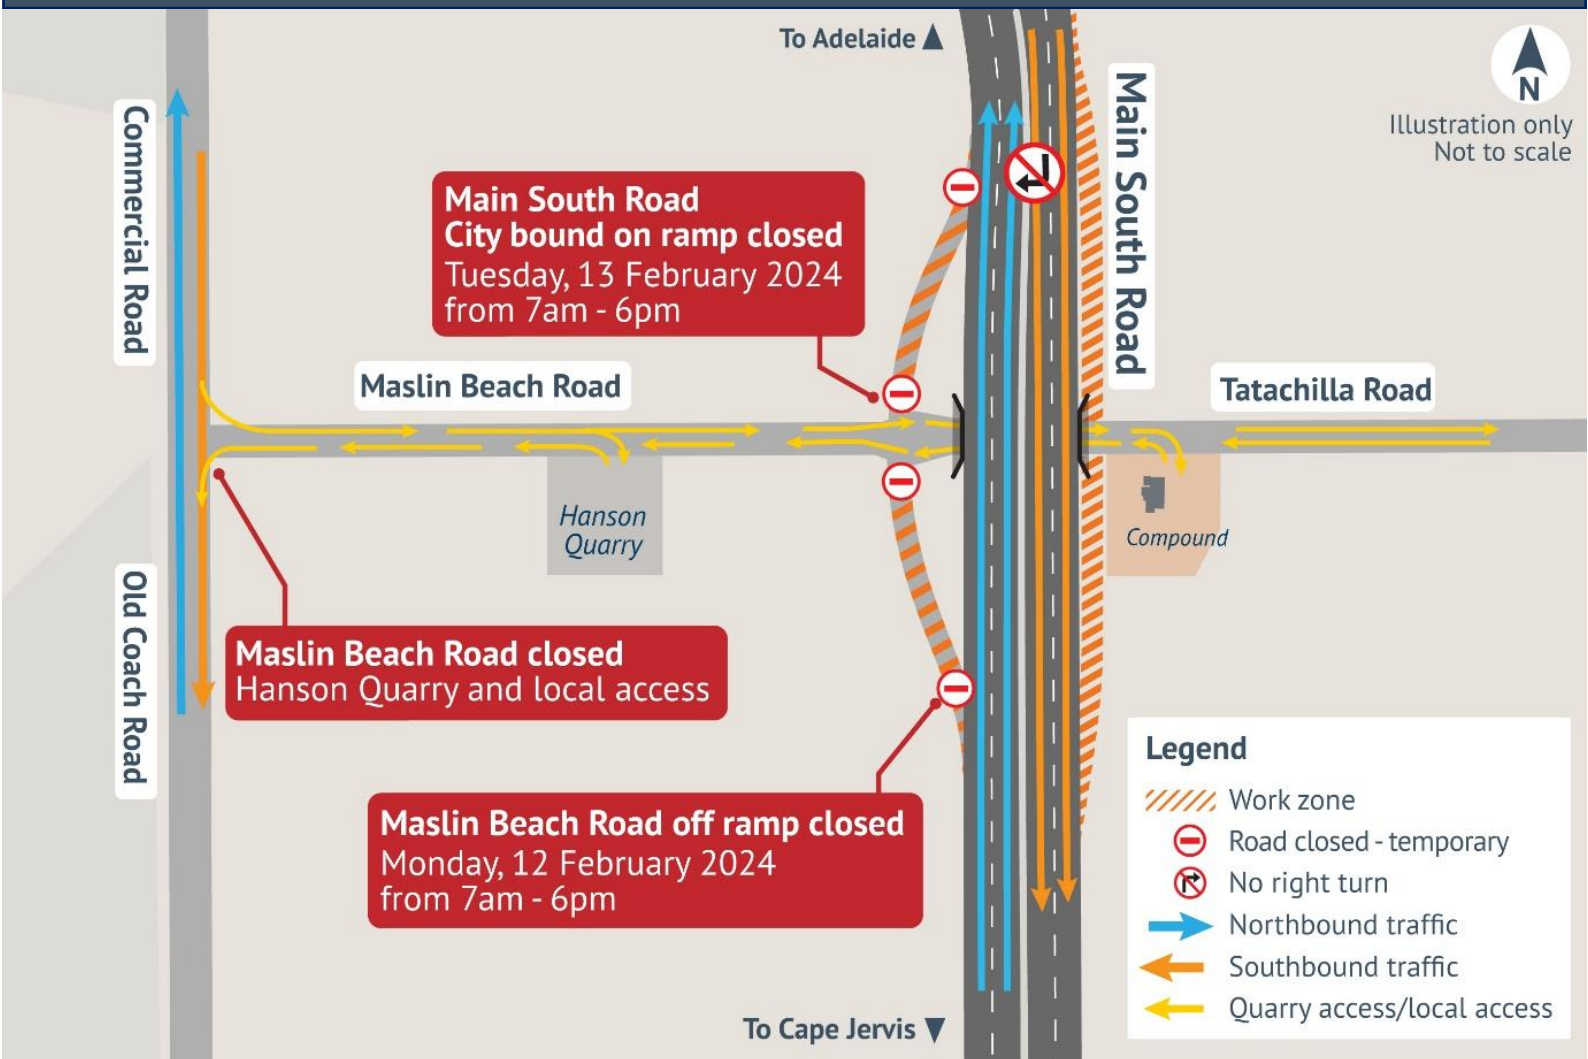 To Adelaide ▲
N
Illustration only
Not to scale
Commercial Road
Main South Road
Main South Road
City bound on ramp closed
Tuesday, 13 February 2024
from 7am - 6pm
Maslin Beach Road
Tatachilla Road
Hanson
Quarry
Compound
Old Coach Road
Maslin Beach Road closed
Hanson Quarry and local access
Maslin Beach Road off ramp closed
Monday, 12 February 2024
from 7am - 6pm
Legend
Work zone
Road closed - temporary
No right turn
Northbound traffic
Southbound traffic
Quarry access/local access
To Cape Jervis ▼